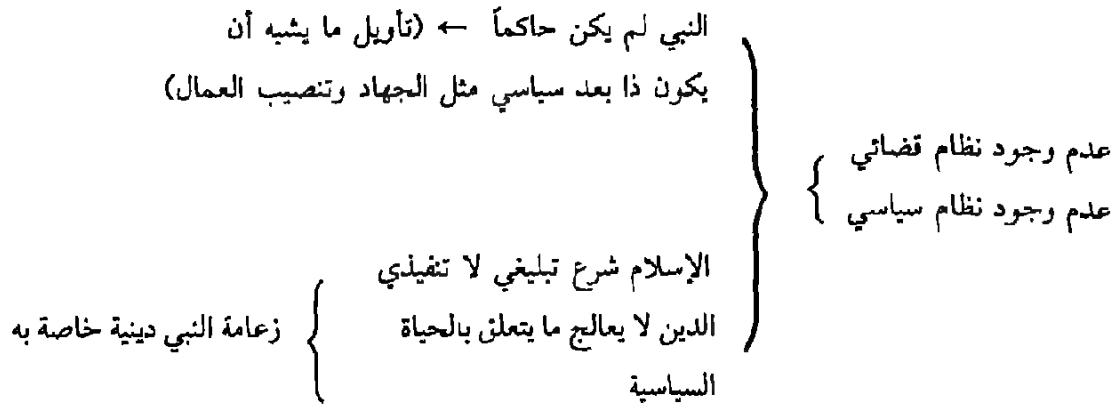 عدم وجود نظام قضائي
عدم وجود نظام سياسي
النبي لم يكن حاكماً ← (تأويل ما يشبه أن
يكون ذا بعد سياسي مثل الجهاد وتنصيب العمال)
الإسلام شرع تبليغي لا تنفيذي
الدين لا يعالج ما يتعلق بالحياة
السياسية
زعامة النبي دينية خاصة به